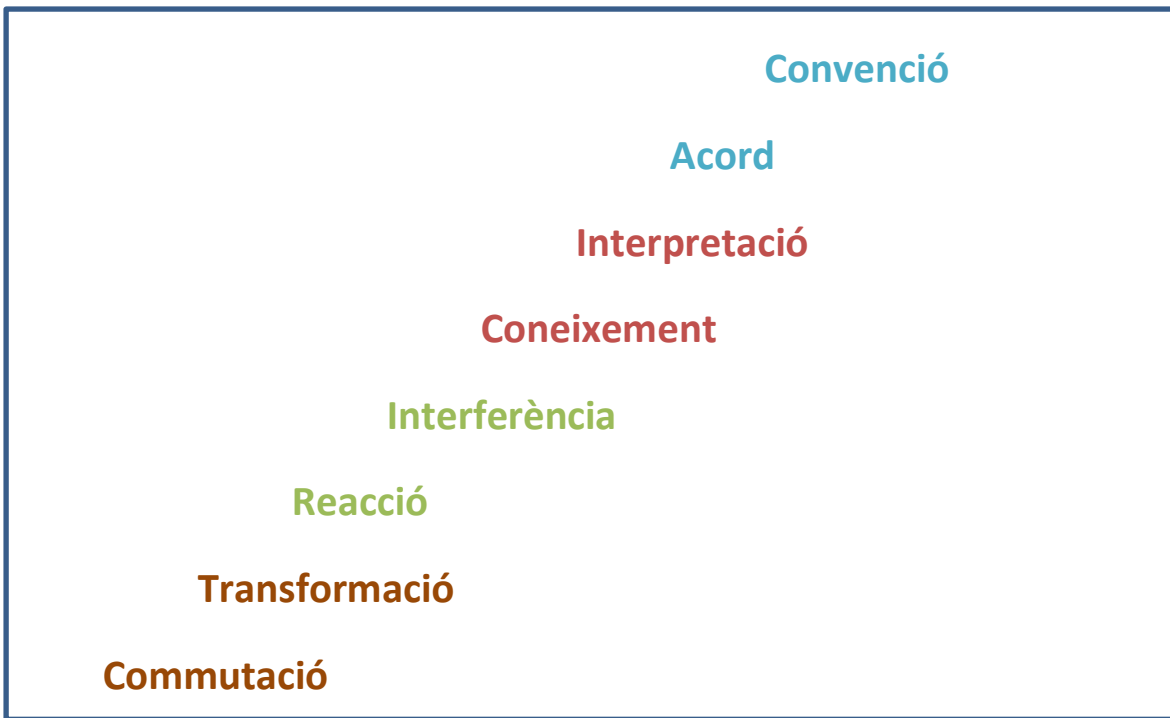 Convenció
Acord
Interpretació
Coneixement
Interferència
Reacció
Transformació
Commutació